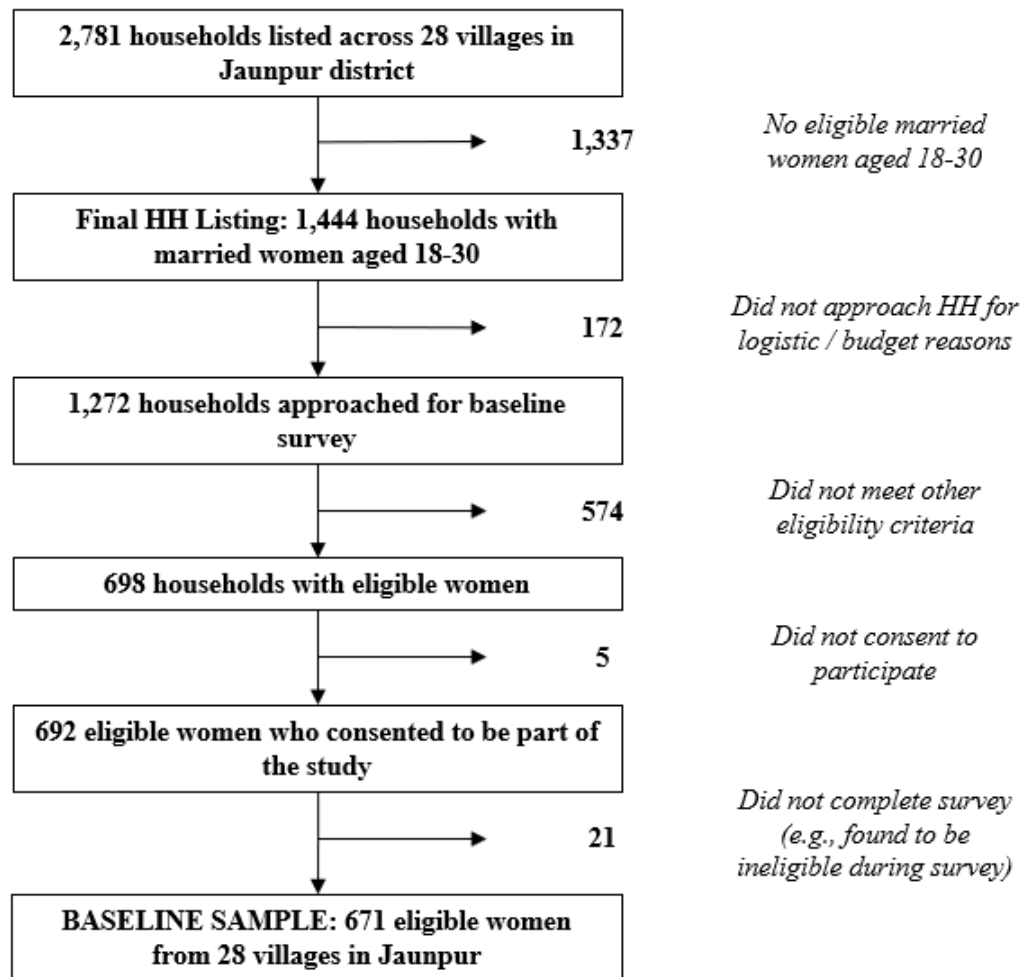 2,781 households listed across 28 villages in
Jaunpur district
1,337
No eligible married
women aged 18-30
Final HH Listing: 1,444 households with
married women aged 18-30
172
Did not approach HH for
logistic / budget reasons
1,272 households approached for baseline
survey
574
Did not meet other
eligibility criteria
698 households with eligible women
5
Did not consent to
participate
692 eligible women who consented to be part of
the study
21
Did not complete survey
(e.g., found to be
ineligible during survey)
BASELINE SAMPLE: 671 eligible women
from 28 villages in Jaunpur